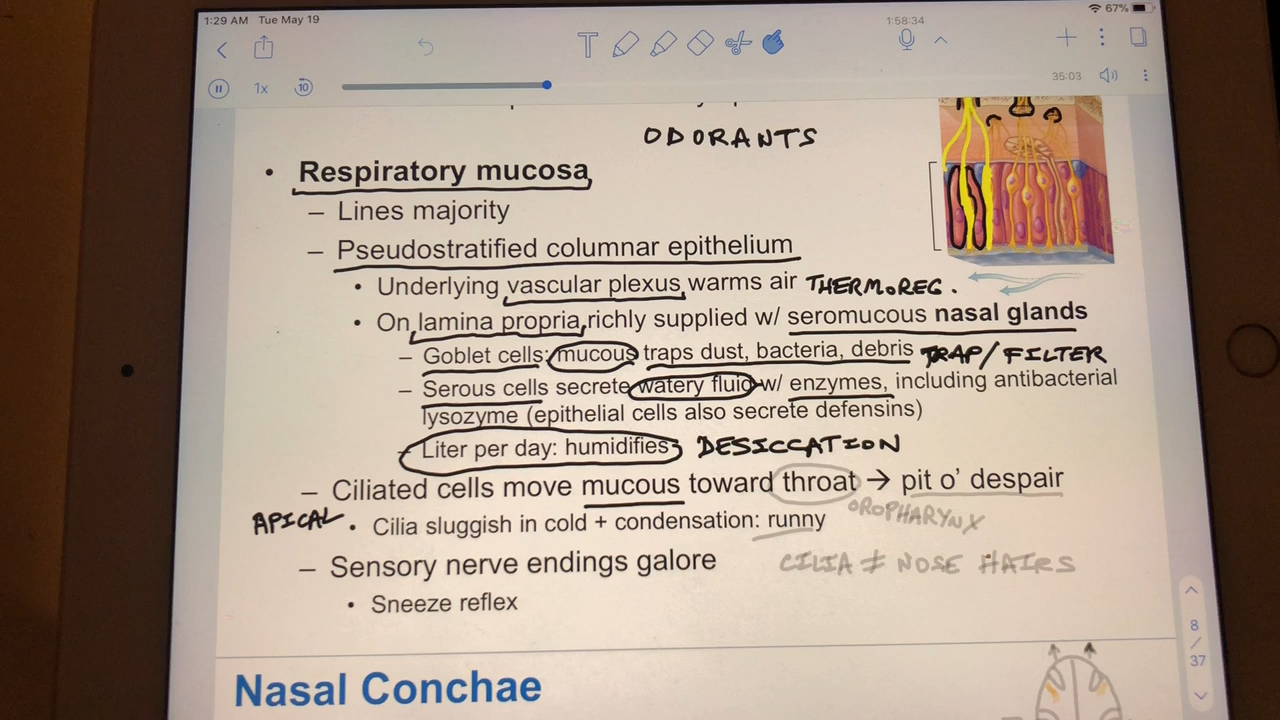 1:29 AM Tue May 19
1:58:34
67%
T
1x
10
35:03
ODORANTS
• Respiratory mucosa
– Lines majority
– Pseudostratified columnar epithelium
• Underlying vascular plexus warms air THERMOREG.
• On lamina propria, richly supplied w/ seromucous nasal glands
– Goblet cells: mucous traps dust, bacteria, debris TRAP/FILTER
– Serous cells secrete watery fluid w/ enzymes, including antibacterial
lysozyme (epithelial cells also secrete defensins)
– Liter per day: humidifies DESICCATION
– Ciliated cells move mucous toward throat → pit o' despair
OROPHARYNX
APICAL • Cilia sluggish in cold + condensation: runny
– Sensory nerve endings galore CILIA ≠ NOSE HAIRS
• Sneeze reflex
8
/
37
Nasal Conchae